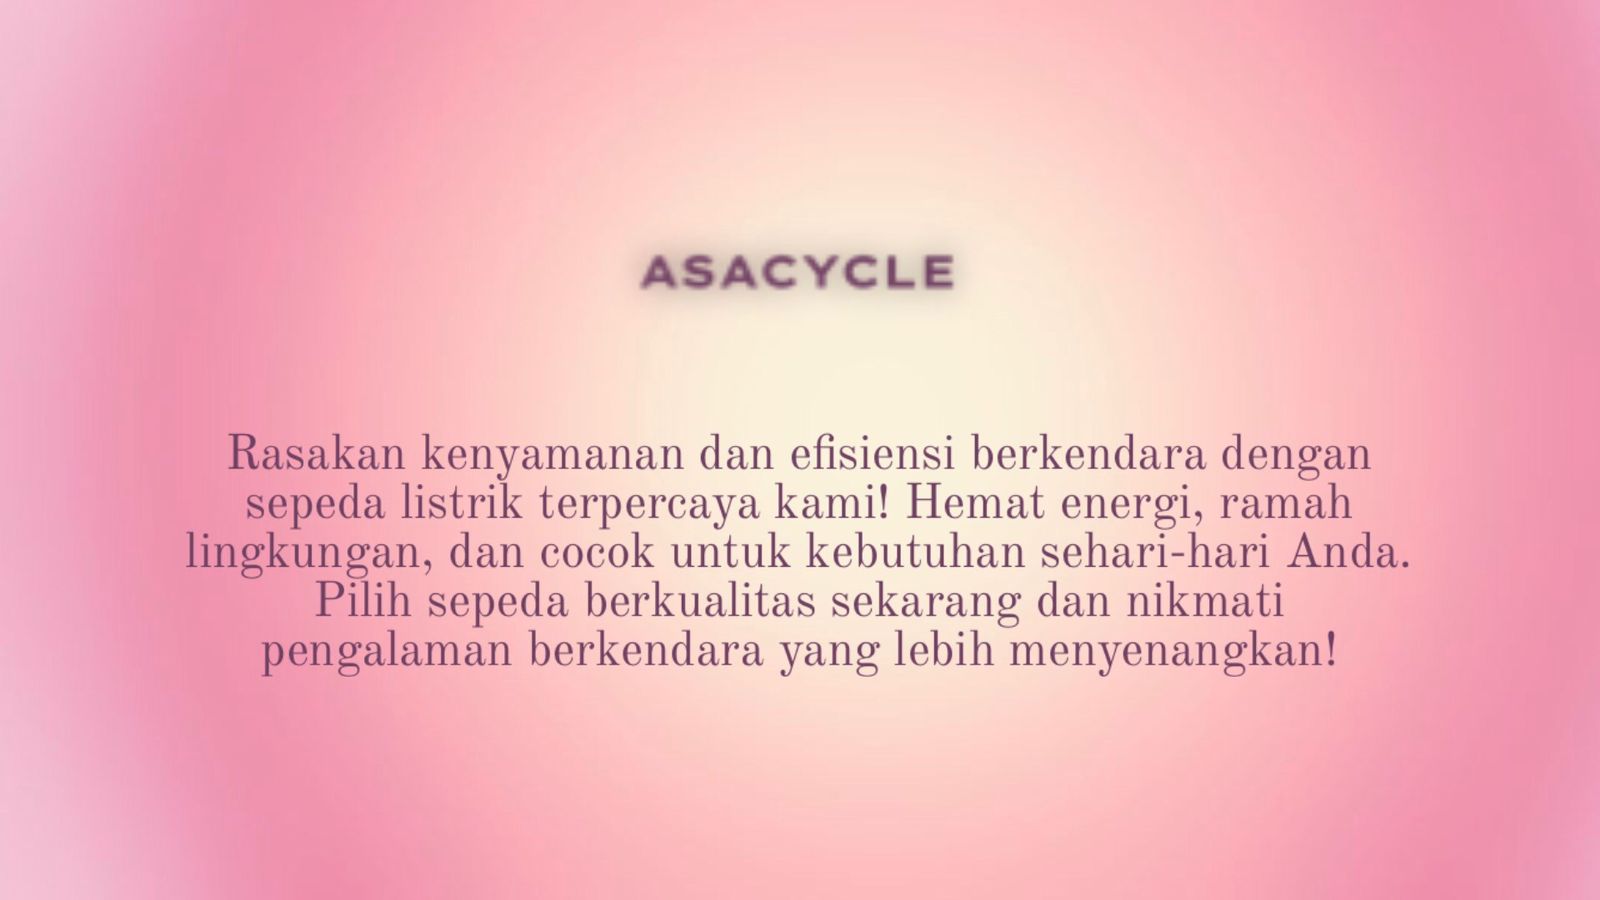 ASACYCLE
Rasakan kenyamanan dan efisiensi berkendara dengan
sepeda listrik terpercaya kami! Hemat energi, ramah
lingkungan, dan cocok untuk kebutuhan sehari-hari Anda.
Pilih sepeda berkualitas sekarang dan nikmati
pengalaman berkendara yang lebih menyenangkan!